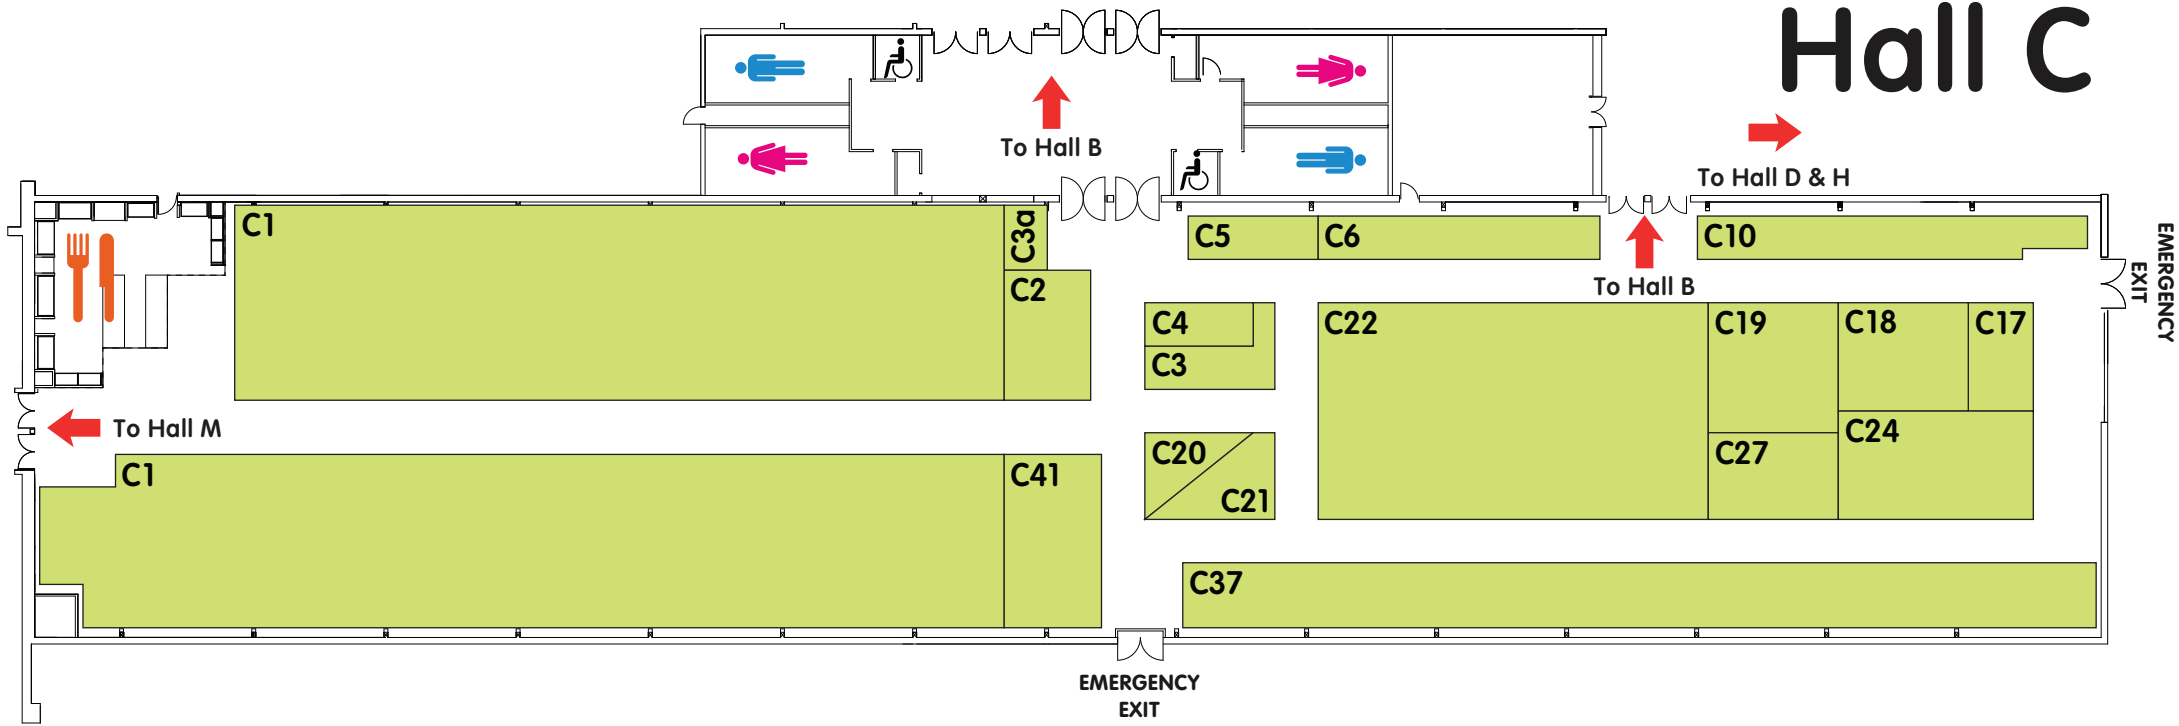 Hall C
To Hall B
To Hall D & H
C1
C3a
C5
C6
C10
EMERGENCY
EXIT
C2
To Hall B
C4
C22
C19
C18
C17
C3
To Hall M
C24
C1
C41
C20
C27
C21
C37
EMERGENCY
EXIT